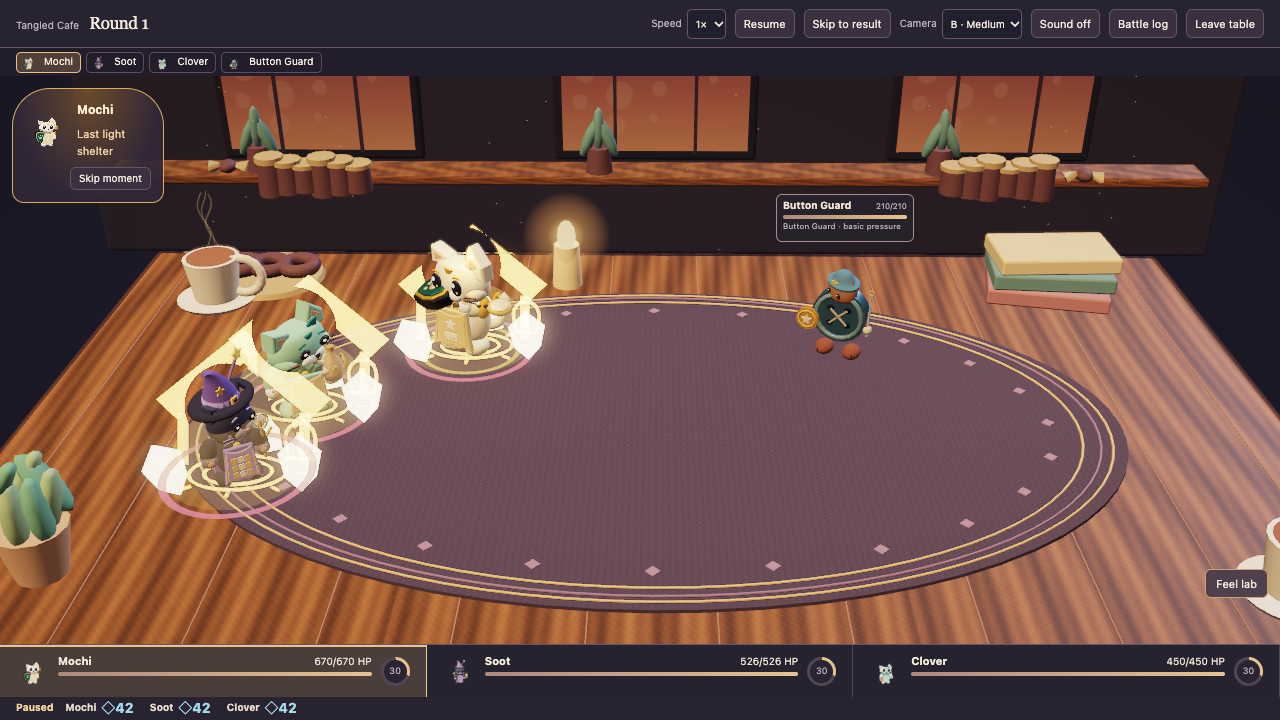 Tangled Cafe Round 1
Speed 1x Resume Skip to result Camera B · Medium Sound off Battle log Leave table
Mochi Soot Clover Button Guard
Mochi
Last light
shelter
Skip moment
Button Guard 210/210
Button Guard · basic pressure
Feel lab
Mochi 670/670 HP 30
Soot 526/526 HP 30
Clover 450/450 HP 30
Paused Mochi 42 Soot 42 Clover 42